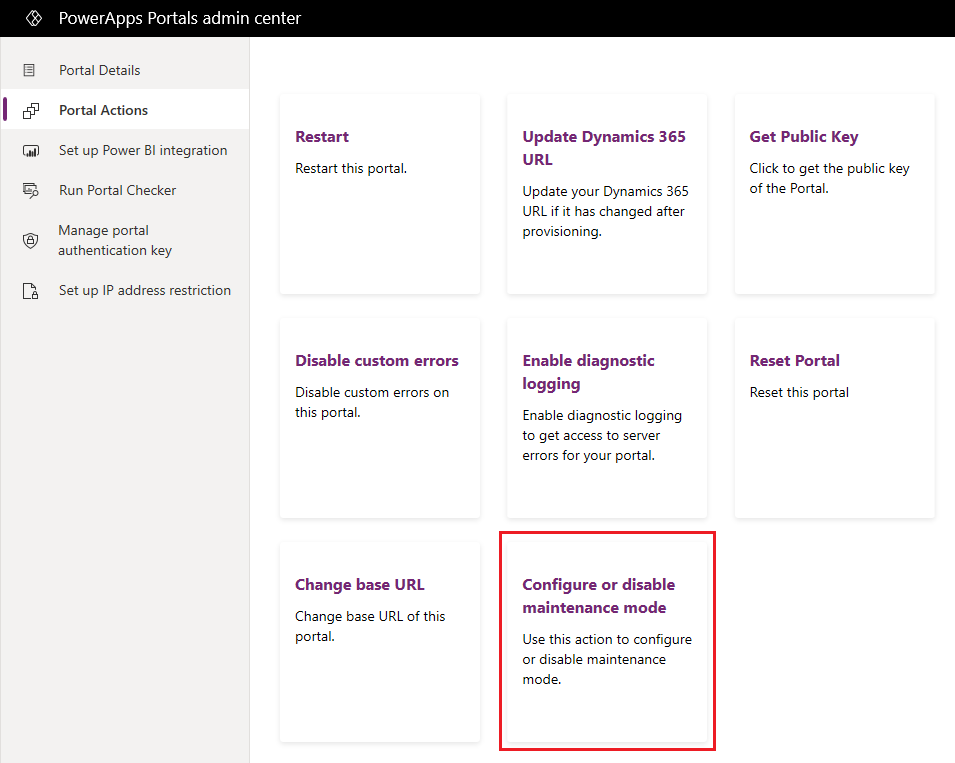 PowerApps Portals admin center
Portal Details
Portal Actions
Set up Power BI integration
Run Portal Checker
Manage portal
authentication key
Set up IP address restriction
Restart
Restart this portal.
Update Dynamics 365
URL
Update your Dynamics 365
URL if it has changed after
provisioning.
Get Public Key
Click to get the public key
of the Portal.
Disable custom errors
Disable custom errors on
this portal.
Enable diagnostic
logging
Enable diagnostic logging
to get access to server
errors for your portal.
Reset Portal
Reset this portal
Change base URL
Change base URL of this
portal.
Configure or disable
maintenance mode
Use this action to configure
or disable maintenance
mode.